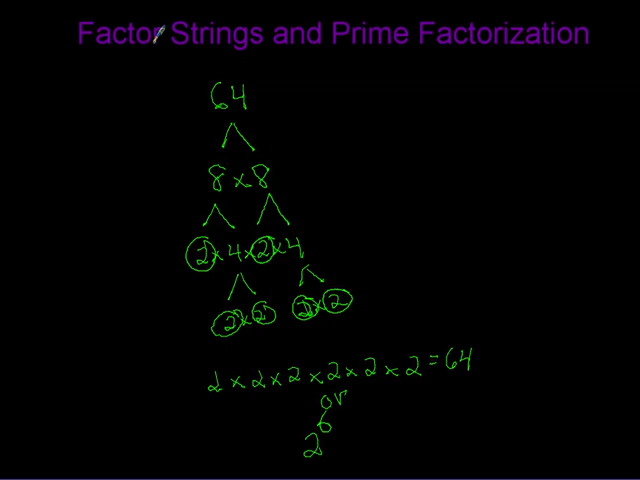 Factor Strings and Prime Factorization
64
8 x 8
2 x 4 x 2 x 4
2 x 2 2 x 2
2 x 2 x 2 x 2 x 2 x 2 = 64
or
2⁶